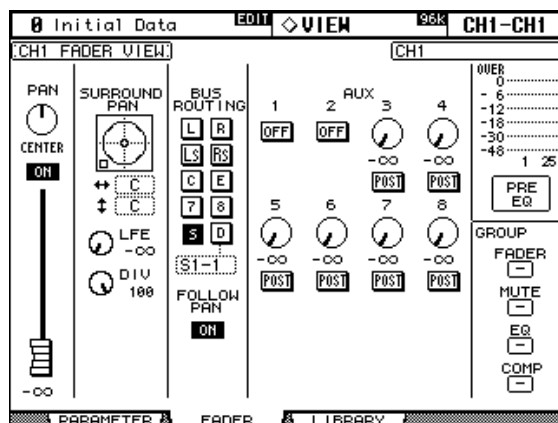 0 Initial Data EDIT ◇VIEW 96k CH1-CH1
CH1 FADER VIEW CH1
PAN
CENTER
ON
-∞
SURROUND
PAN
↔ C
↕ C
LFE
-∞
DIV
100
BUS
ROUTING
L R
LS RS
C E
7 8
S D
S1-1
FOLLOW
PAN
ON
AUX
1 2 3 4
OFF OFF
-∞ -∞
POST POST
5 6 7 8
-∞ -∞ -∞ -∞
POST POST POST POST
OVER
0
- 6
-12
-18
-30
-48
1 25
PRE
EQ
GROUP
FADER
-
MUTE
-
EQ
-
COMP
-
PARAMETER FADER LIBRARY